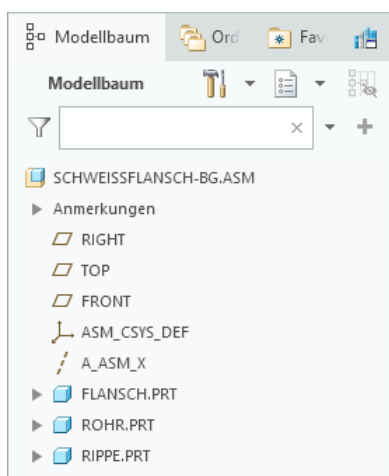 Modellbaum Ord Fav
Modellbaum
SCHWEISSFLANSCH-BG.ASM
Anmerkungen
RIGHT
TOP
FRONT
ASM_CSYS_DEF
A_ASM_X
FLANSCH.PRT
ROHR.PRT
RIPPE.PRT